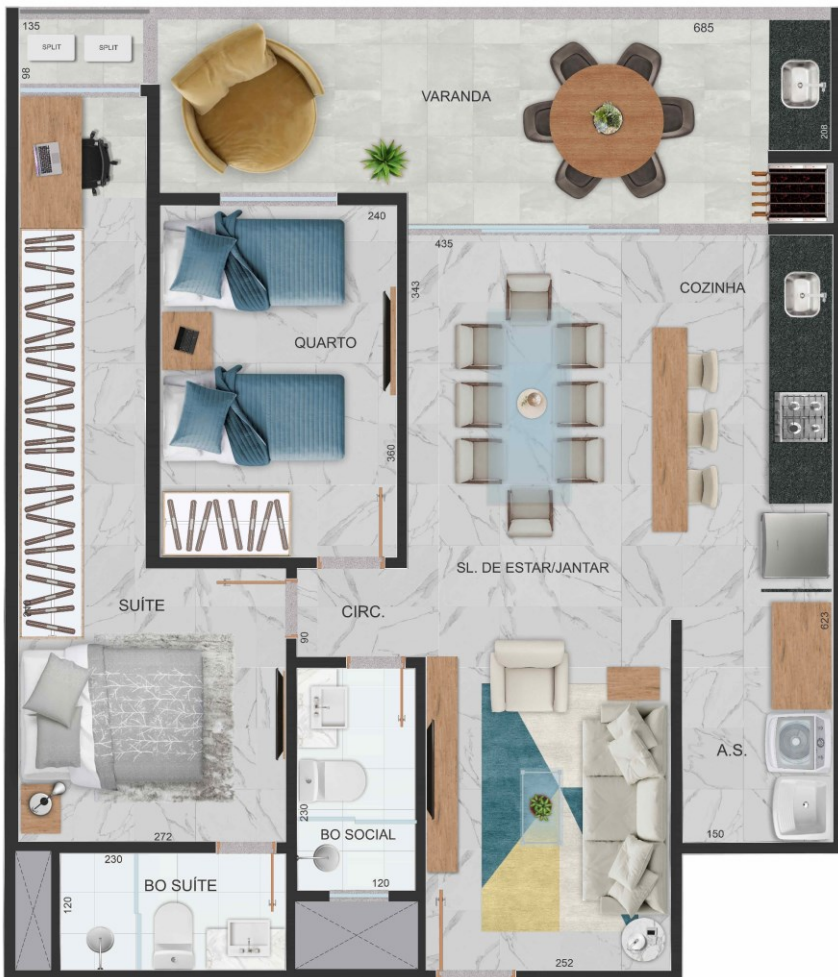 135
685
SPLIT
SPLIT
98
VARANDA
208
240
435
343
COZINHA
QUARTO
360
SL. DE ESTAR/JANTAR
SUÍTE
CIRC.
90
623
A.S.
230
BO SOCIAL
272
150
230
BO SUÍTE
120
120
252